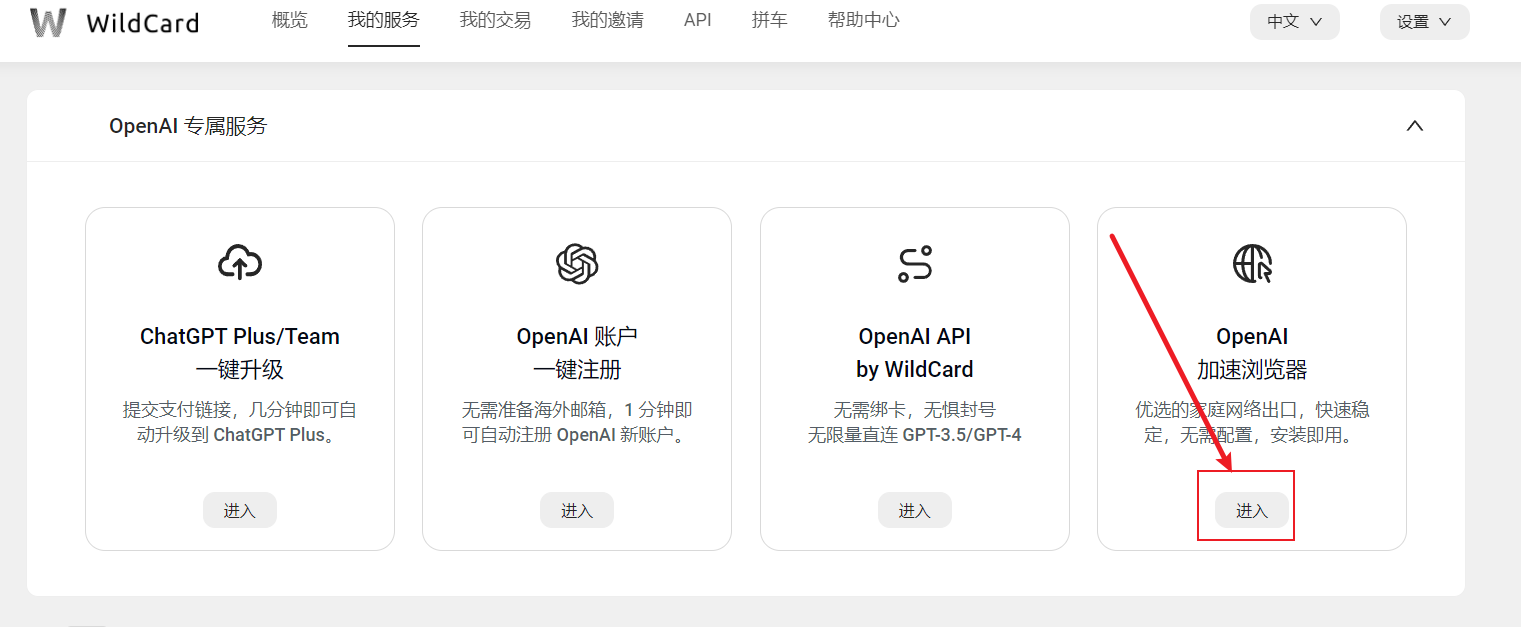 WildCard 概览 我的服务 我的交易 我的邀请 API 拼车 帮助中心 中文 设置
OpenAI 专属服务
ChatGPT Plus/Team
一键升级
提交支付链接，几分钟即可自
动升级到 ChatGPT Plus。
进入
OpenAI 账户
一键注册
无需准备海外邮箱，1 分钟即
可自动注册 OpenAI 新账户。
进入
OpenAI API
by WildCard
无需绑卡，无惧封号
无限量直连 GPT-3.5/GPT-4
进入
OpenAI
加速浏览器
优选的家庭网络出口，快速稳
定，无需配置，安装即用。
进入